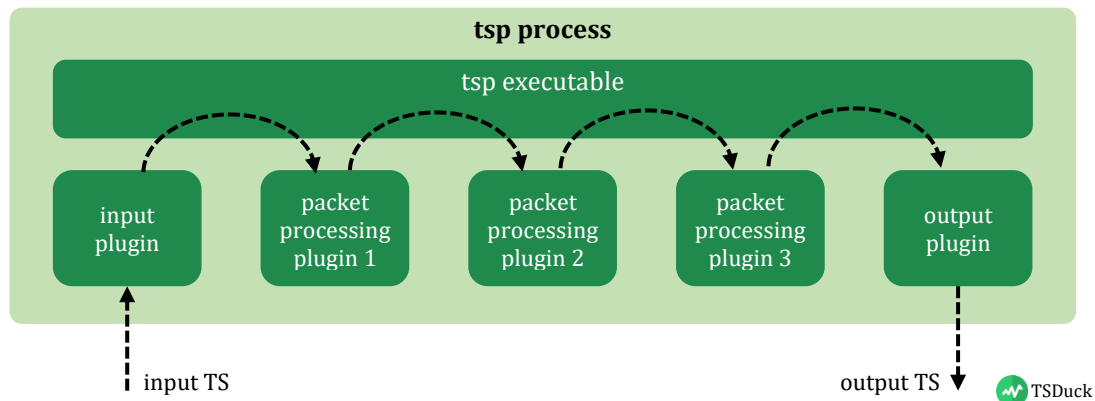 tsp process
tsp executable
input
plugin
packet
processing
plugin 1
packet
processing
plugin 2
packet
processing
plugin 3
output
plugin
input TS
output TS
TSDuck